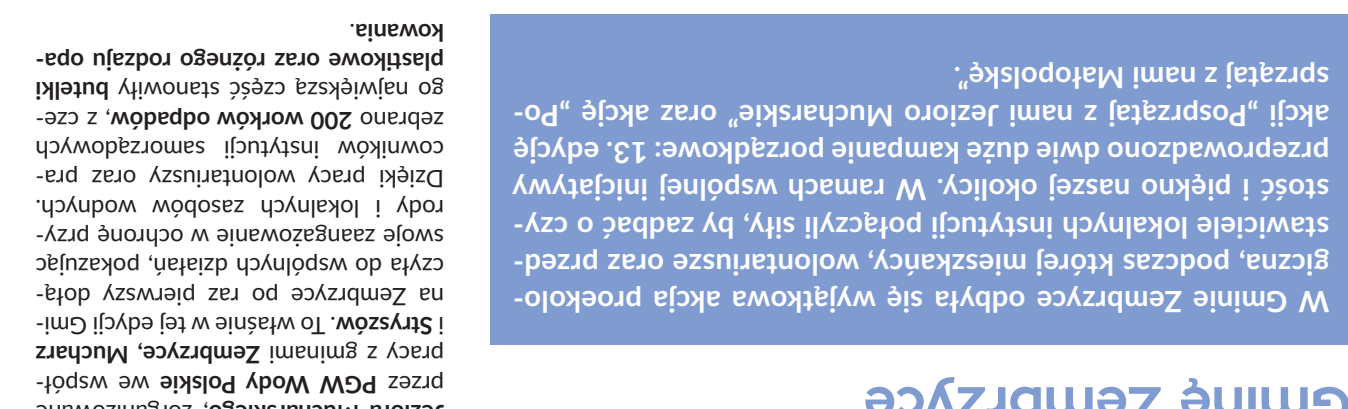 Gminę Zembrzyce
W Gminie Zembrzyce odbyła się wyjątkowa akcja proekolo-
giczna, podczas której mieszkańcy, wolontariusze oraz przed-
stawiciele lokalnych instytucji połączyli siły, by zadbać o czy-
stość i piękno naszej okolicy. W ramach wspólnej inicjatywy
przeprowadzono dwie duże kampanie porządkowe: 13. edycję
akcji „Posprzątaj z nami Jezioro Mucharskie” oraz akcję „Po-
sprzątaj z nami Małopolskę”.
Jeziora Mucharskiego, zorganizowane
przez PGW Wody Polskie we współ-
pracy z gminami Zembrzyce, Mucharz
i Stryszów. To właśnie w tej edycji Gmi-
na Zembrzyce po raz pierwszy dołą-
czyła do wspólnych działań, pokazując
swoje zaangażowanie w ochronę przy-
rody i lokalnych zasobów wodnych.
Dzięki pracy wolontariuszy oraz pra-
cowników instytucji samorządowych
zebrano 200 worków odpadów, z cze-
go największą część stanowiły butelki
plastikowe oraz różnego rodzaju opa-
kowania.